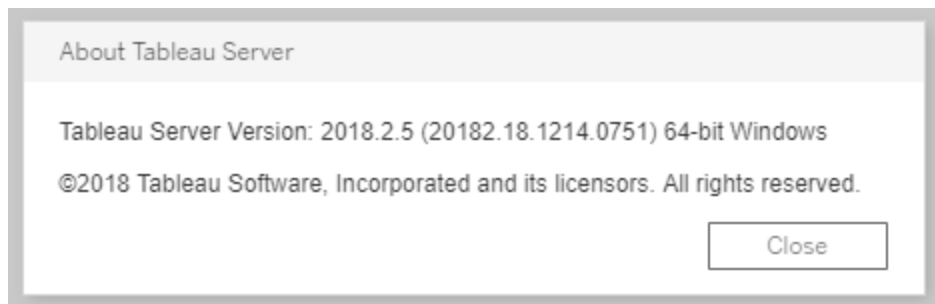 About Tableau Server
Tableau Server Version: 2018.2.5 (20182.18.1214.0751) 64-bit Windows
©2018 Tableau Software, Incorporated and its licensors. All rights reserved.
Close